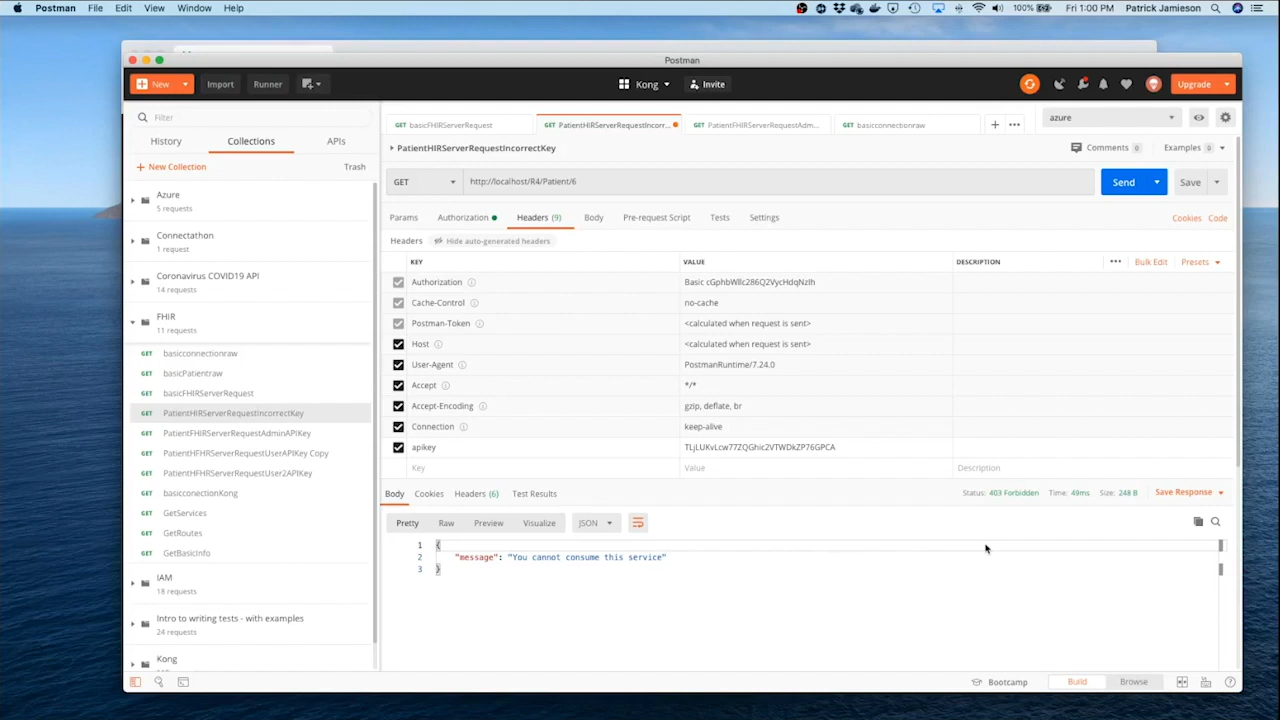 Postman File Edit View Window Help
100% Fri 1:00 PM Patrick Jamieson
Postman
New Import Runner Kong Invite Upgrade
Filter
History Collections APIs
New Collection Trash
Azure
5 requests
Connectathon
1 request
Coronavirus COVID19 API
14 requests
FHIR
11 requests
GET basicconnectionraw
GET basicPatientraw
GET basicFHIRServerRequest
GET PatientHIRServerRequestIncorrectKey
GET PatientFHIRServerRequestAdminAPIKey
GET PatientHFHIRServerRequestUserAPIKey Copy
GET PatientHFHIRServerRequestUser2APIKey
GET basicconectionKong
GET GetServices
GET GetRoutes
GET GetBasicInfo
IAM
18 requests
Intro to writing tests - with examples
24 requests
Kong
GET basicFHIRServerRequest GET PatientHIRServerRequestIncorr... GET PatientFHIRServerRequestAdm... GET basicconnectionraw azure
PatientHIRServerRequestIncorrectKey Comments 0 Examples 0
GET http://localhost/R4/Patient/6 Send Save
Params Authorization Headers (9) Body Pre-request Script Tests Settings Cookies Code
Headers Hide auto-generated headers
KEY VALUE DESCRIPTION Bulk Edit Presets
Authorization Basic cGphbWllc286Q2VycHdqNzIh
Cache-Control no-cache
Postman-Token <calculated when request is sent>
Host <calculated when request is sent>
User-Agent PostmanRuntime/7.24.0
Accept */*
Accept-Encoding gzip, deflate, br
Connection keep-alive
apikey TLjLUKvLcw77ZQGhic2VTWDkZP76GPCA
Key Value Description
Body Cookies Headers (6) Test Results Status: 403 Forbidden Time: 49ms Size: 248 B Save Response
Pretty Raw Preview Visualize JSON
1 {
2 "message": "You cannot consume this service"
3 }
Bootcamp Build Browse